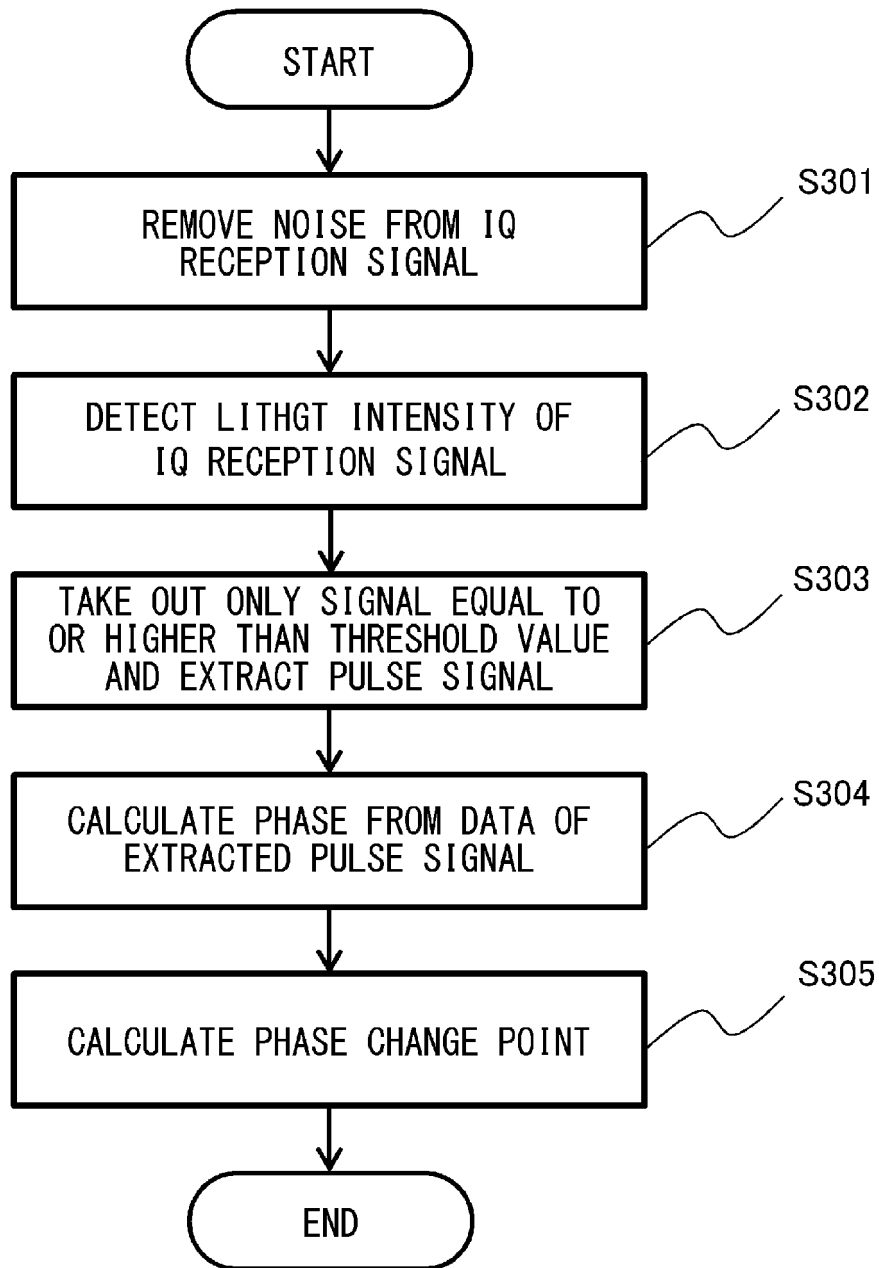 START
REMOVE NOISE FROM IQ
RECEPTION SIGNAL
S301
DETECT LITHGT INTENSITY OF
IQ RECEPTION SIGNAL
S302
TAKE OUT ONLY SIGNAL EQUAL TO
OR HIGHER THAN THRESHOLD VALUE
AND EXTRACT PULSE SIGNAL
S303
CALCULATE PHASE FROM DATA OF
EXTRACTED PULSE SIGNAL
S304
CALCULATE PHASE CHANGE POINT
S305
END